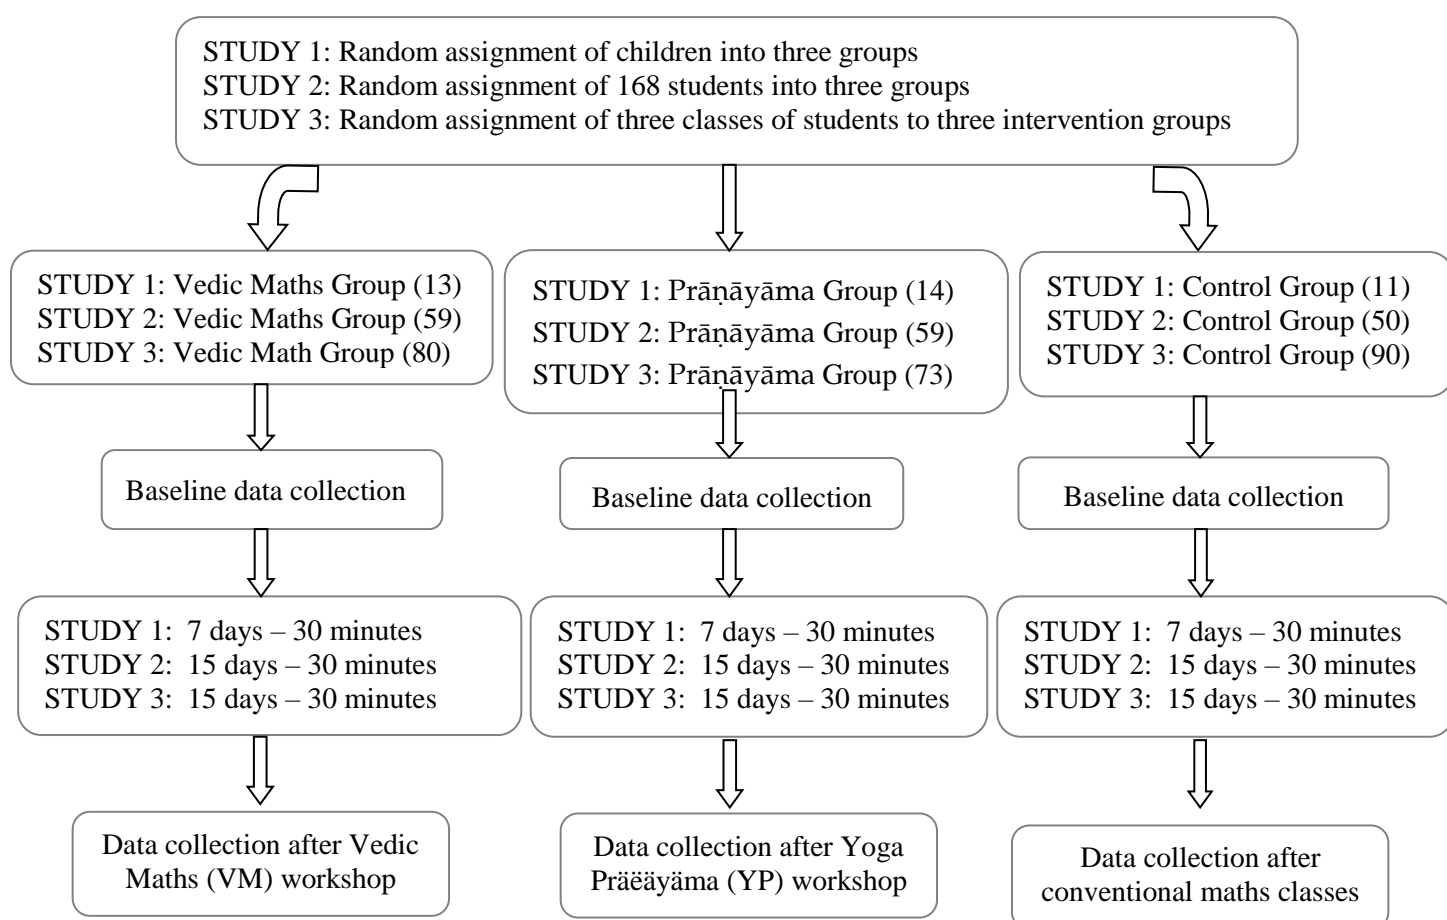 STUDY 1: Random assignment of children into three groups
STUDY 2: Random assignment of 168 students into three groups
STUDY 3: Random assignment of three classes of students to three intervention groups
STUDY 1: Vedic Maths Group (13)
STUDY 2: Vedic Maths Group (59)
STUDY 3: Vedic Math Group (80)
STUDY 1: Prāṇāyāma Group (14)
STUDY 2: Prāṇāyāma Group (59)
STUDY 3: Prāṇāyāma Group (73)
STUDY 1: Control Group (11)
STUDY 2: Control Group (50)
STUDY 3: Control Group (90)
Baseline data collection
Baseline data collection
Baseline data collection
STUDY 1: 7 days – 30 minutes
STUDY 2: 15 days – 30 minutes
STUDY 3: 15 days – 30 minutes
STUDY 1: 7 days – 30 minutes
STUDY 2: 15 days – 30 minutes
STUDY 3: 15 days – 30 minutes
STUDY 1: 7 days – 30 minutes
STUDY 2: 15 days – 30 minutes
STUDY 3: 15 days – 30 minutes
Data collection after Vedic
Maths (VM) workshop
Data collection after Yoga
Präëäyäma (YP) workshop
Data collection after
conventional maths classes